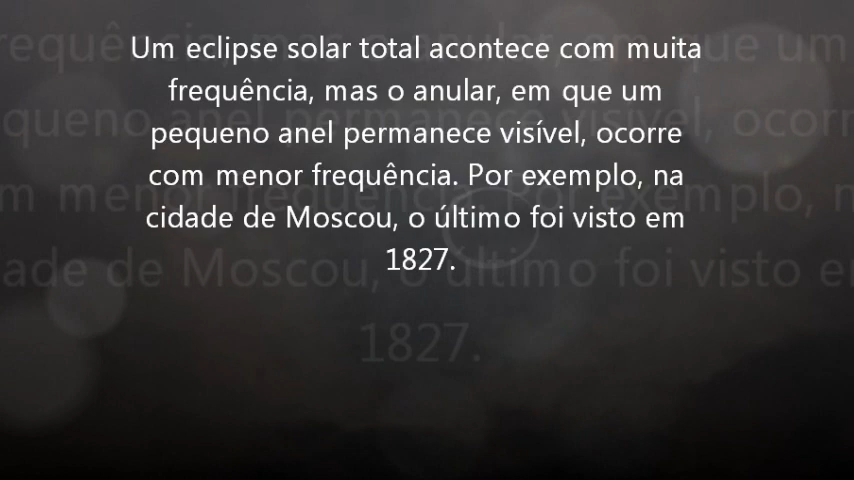 Um eclipse solar total acontece com muita
frequência, mas o anular, em que um
pequeno anel permanece visível, ocorre
com menor frequência. Por exemplo, na
cidade de Moscou, o último foi visto em
1827.